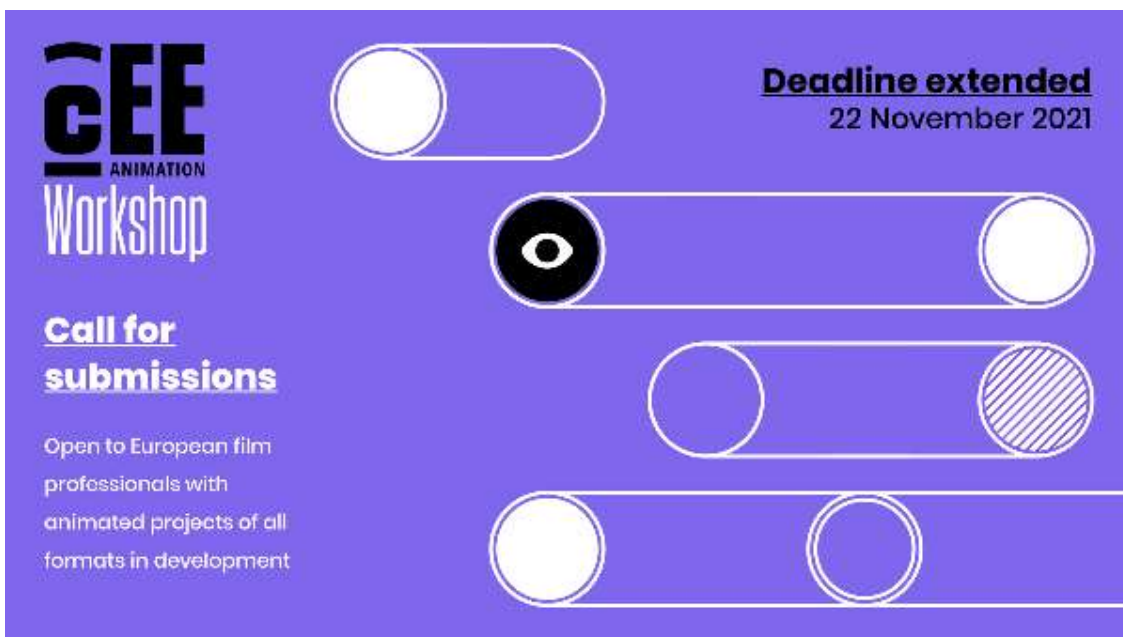 CEE
ANIMATION
Workshop
Deadline extended
22 November 2021
Call for
submissions
Open to European film
professionals with
animated projects of all
formats in development